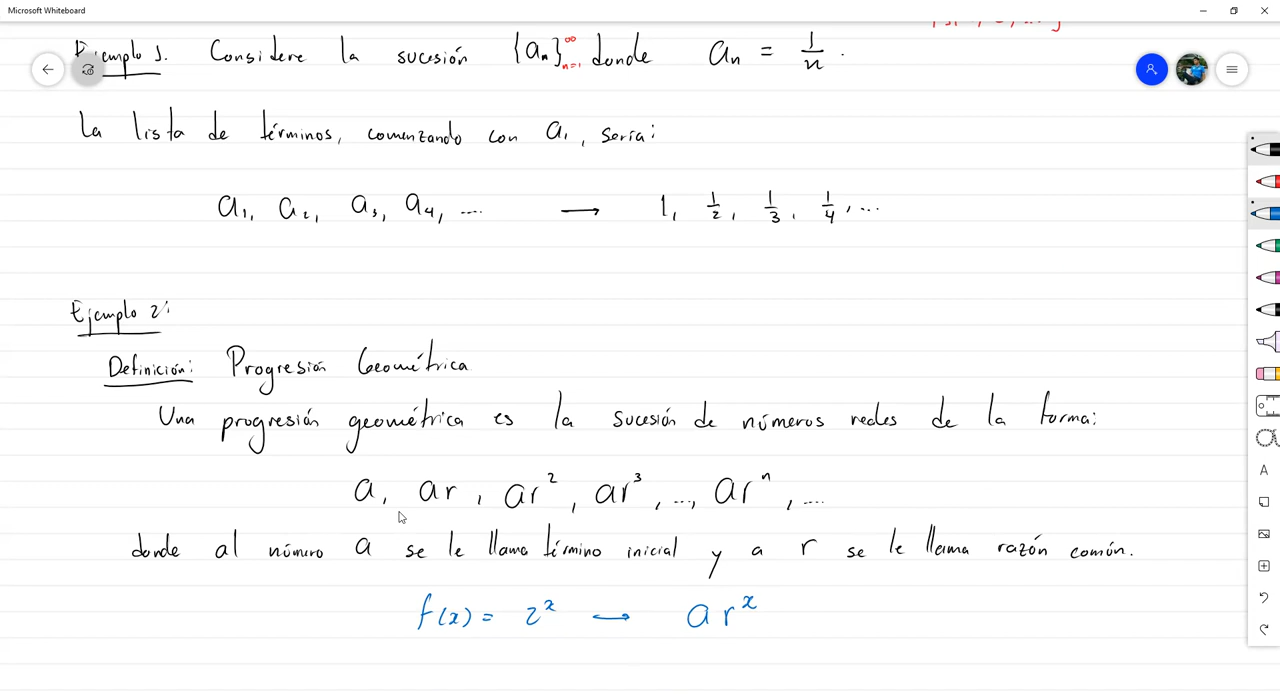 Microsoft Whiteboard
Ejemplo 1. Considere la sucesión {aₙ}ₙ₌₁^∞ donde aₙ = 1/n.
La lista de términos, comenzando con a₁, sería:
a₁, a₂, a₃, a₄, .... → 1, 1/2, 1/3, 1/4, ...
Ejemplo 2:
Definición: Progresión Geométrica
Una progresión geométrica es la sucesión de números reales de la forma:
a, ar, ar², ar³, ..., arⁿ, ...
donde al número a se le llama término inicial y a r se le llama razón común.
f(x) = 2ˣ → a rˣ
A